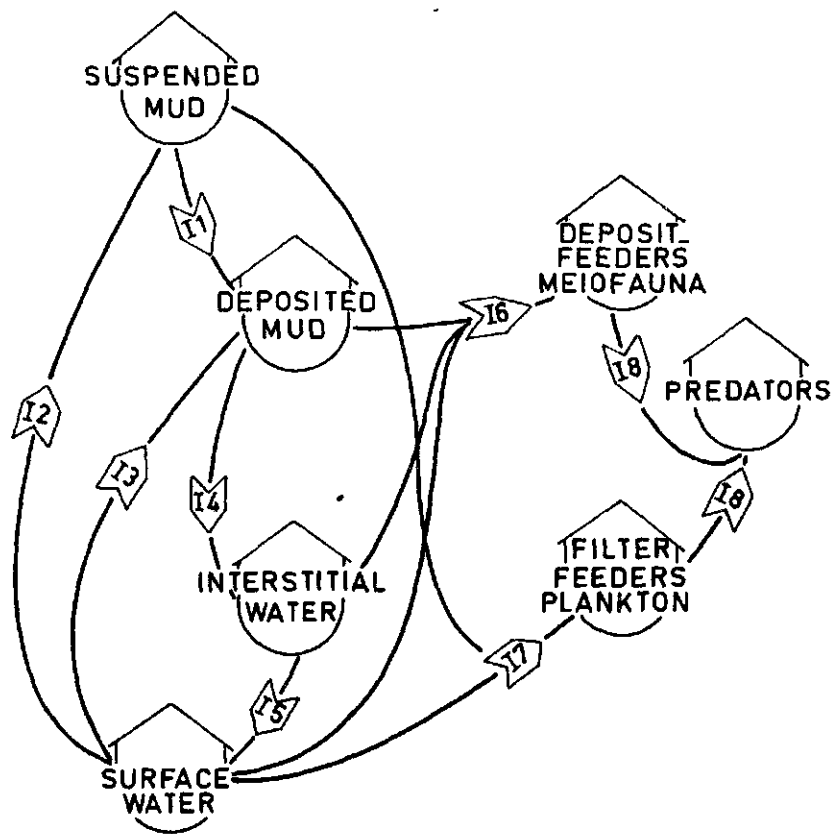 SUSPENDED
MUD
I1
DEPOSIT_
FEEDERS
MEIOFAUNA
DEPOSITED
MUD
I6
I8
PREDATORS
I2
I3
I4
I8
FILTER
FEEDERS
PLANKTON
INTERSTITIAL
WATER
I7
I5
SURFACE
WATER